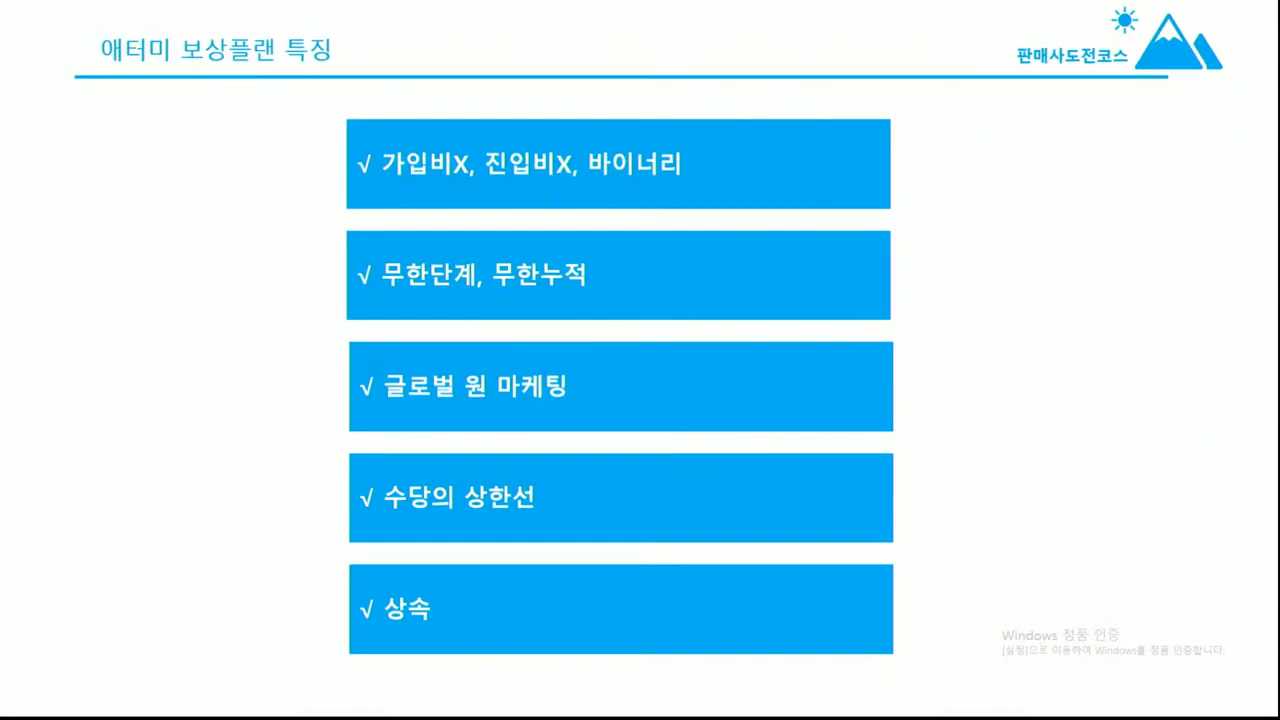 애터미 보상플랜 특징
판매사도전코스
√ 가입비X, 진입비X, 바이너리
√ 무한단계, 무한누적
√ 글로벌 원 마케팅
√ 수당의 상한선
√ 상속
Windows 정품 인증
[설정]으로 이동하여 Windows를 정품 인증합니다.